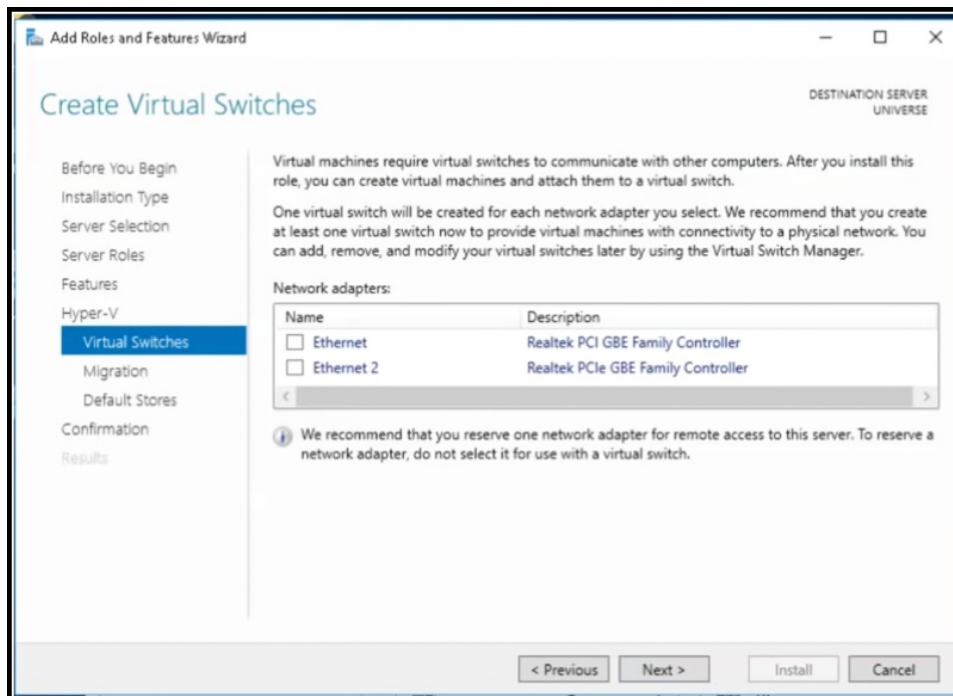 Add Roles and Features Wizard
Create Virtual Switches
DESTINATION SERVER
UNIVERSE
Before You Begin
Installation Type
Server Selection
Server Roles
Features
Hyper-V
Virtual Switches
Migration
Default Stores
Confirmation
Results
Virtual machines require virtual switches to communicate with other computers. After you install this
role, you can create virtual machines and attach them to a virtual switch.
One virtual switch will be created for each network adapter you select. We recommend that you create
at least one virtual switch now to provide virtual machines with connectivity to a physical network. You
can add, remove, and modify your virtual switches later by using the Virtual Switch Manager.
Network adapters:
Name Description
Ethernet Realtek PCI GBE Family Controller
Ethernet 2 Realtek PCIe GBE Family Controller
We recommend that you reserve one network adapter for remote access to this server. To reserve a
network adapter, do not select it for use with a virtual switch.
< Previous Next > Install Cancel